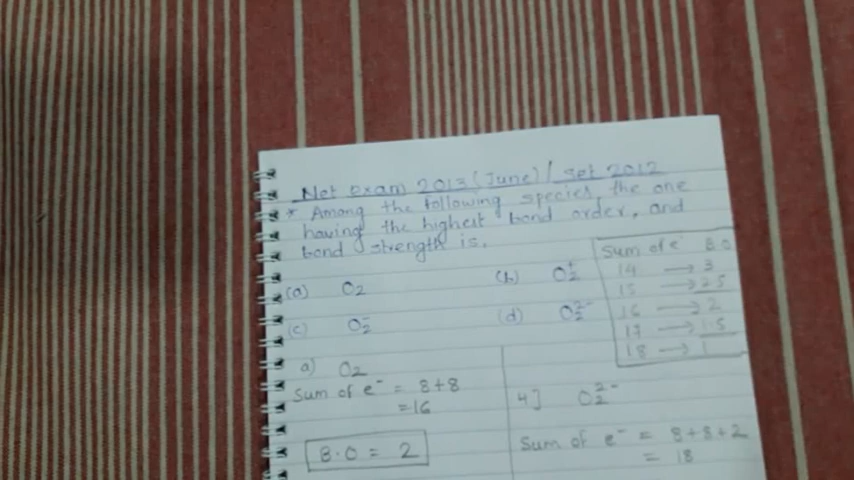 Net exam 2013 (June) / set 2012
* Among the following species, the one
having the highest bond order, and
bond strength is.
(a) O₂ (b) O₂⁺
(c) O₂⁻ (d) O₂²⁻
Sum of e⁻ B.O
14 → 3
15 → 2.5
16 → 2
17 → 1.5
18 → 1
a) O₂
Sum of e⁻ = 8+8
=16
B.O = 2
4] O₂²⁻
Sum of e⁻ = 8+8+2
= 18